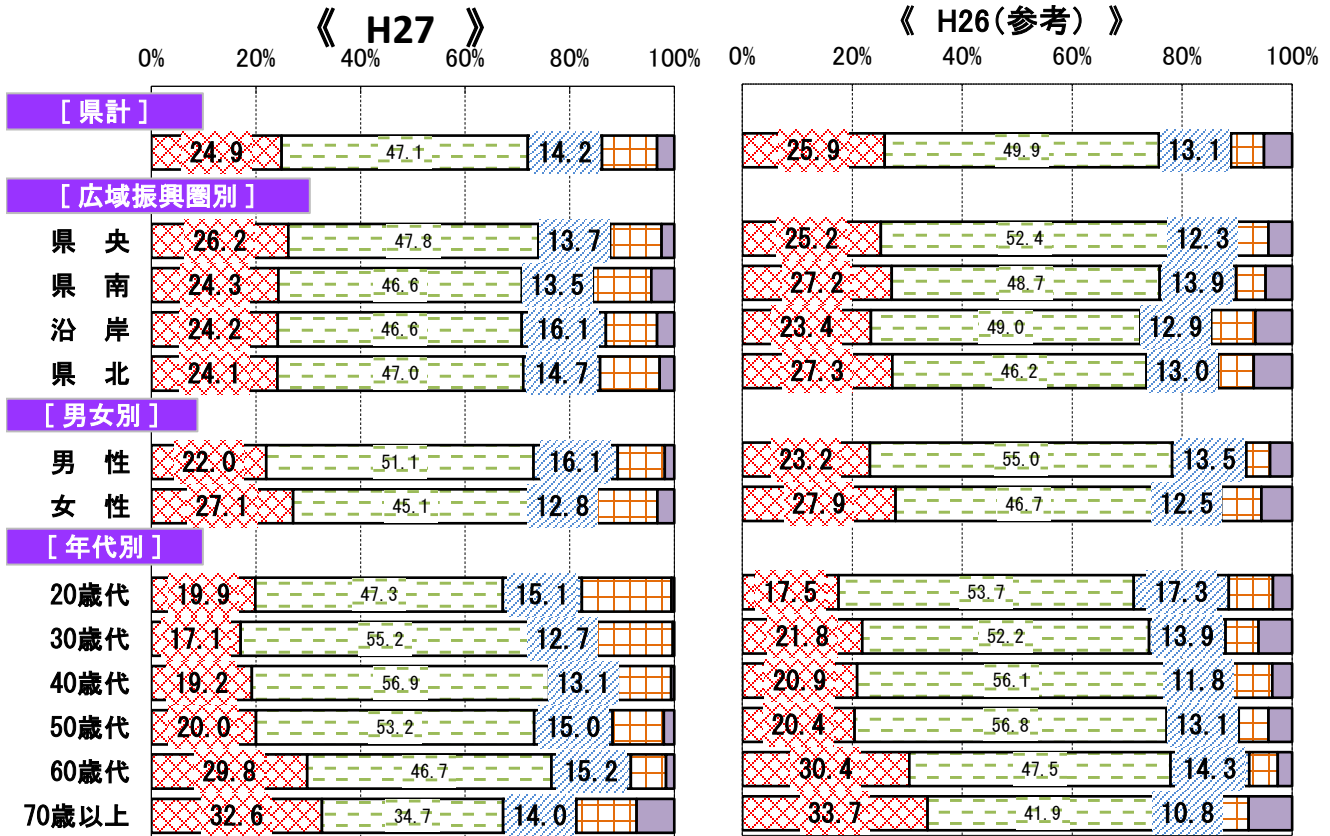 《 H27 》 《 H26(参考) 》
0% 20% 40% 60% 80% 100% 0% 20% 40% 60% 80% 100%
[ 県計 ]
24.9 47.1 14.2 25.9 49.9 13.1
[ 広域振興圏別 ]
県 央 26.2 47.8 13.7 25.2 52.4 12.3
県 南 24.3 46.6 13.5 27.2 48.7 13.9
沿 岸 24.2 46.6 16.1 23.4 49.0 12.9
県 北 24.1 47.0 14.7 27.3 46.2 13.0
[ 男女別 ]
男 性 22.0 51.1 16.1 23.2 55.0 13.5
女 性 27.1 45.1 12.8 27.9 46.7 12.5
[ 年代別 ]
20歳代 19.9 47.3 15.1 17.5 53.7 17.3
30歳代 17.1 55.2 12.7 21.8 52.2 13.9
40歳代 19.2 56.9 13.1 20.9 56.1 11.8
50歳代 20.0 53.2 15.0 20.4 56.8 13.1
60歳代 29.8 46.7 15.2 30.4 47.5 14.3
70歳以上 32.6 34.7 14.0 33.7 41.9 10.8